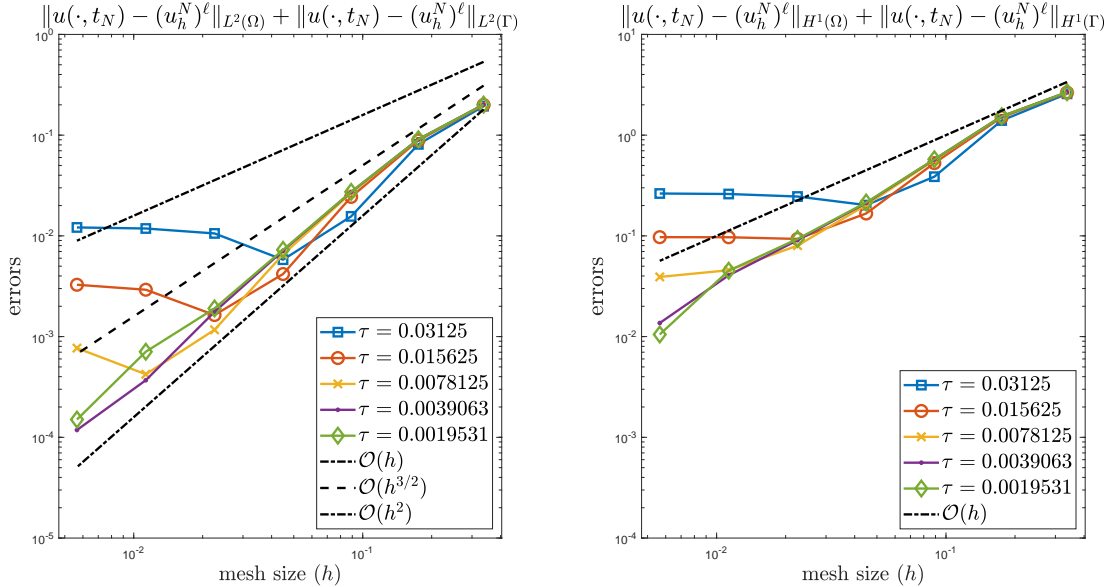 ‖u(·, t_N) − (u_h^N)^ℓ‖_{L²(Ω)} + ‖u(·, t_N) − (u_h^N)^ℓ‖_{L²(Γ)}
10^0
10^-1
10^-2
10^-3
10^-4
10^-5
errors
10^-2
10^-1
mesh size (h)
τ = 0.03125
τ = 0.015625
τ = 0.0078125
τ = 0.0039063
τ = 0.0019531
O(h)
O(h^{3/2})
O(h^2)
‖u(·, t_N) − (u_h^N)^ℓ‖_{H¹(Ω)} + ‖u(·, t_N) − (u_h^N)^ℓ‖_{H¹(Γ)}
10^1
10^0
10^-1
10^-2
10^-3
10^-4
errors
10^-2
10^-1
mesh size (h)
τ = 0.03125
τ = 0.015625
τ = 0.0078125
τ = 0.0039063
τ = 0.0019531
O(h)